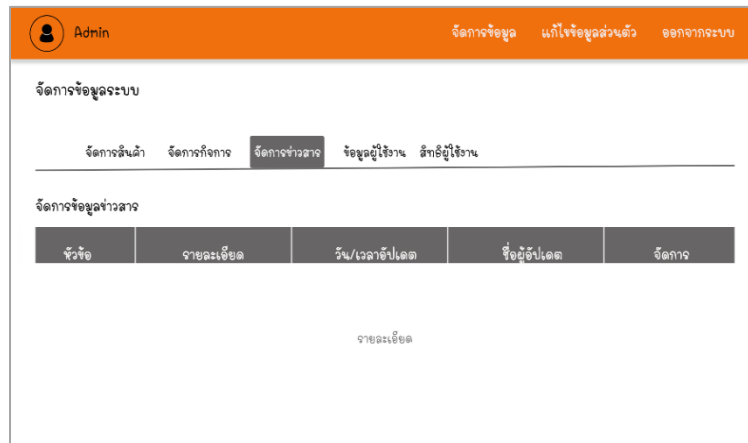 Admin จัดการข้อมูล แก้ไขข้อมูลส่วนตัว ออกจากระบบ
จัดการข้อมูลระบบ
จัดการสินค้า จัดการกิจการ จัดการข่าวสาร ข้อมูลผู้ใช้งาน สิทธิผู้ใช้งาน
จัดการข้อมูลข่าวสาร
หัวข้อ รายละเอียด วัน/เวลาอัปเดต ชื่อผู้อัปเดต จัดการ
รายละเอียด